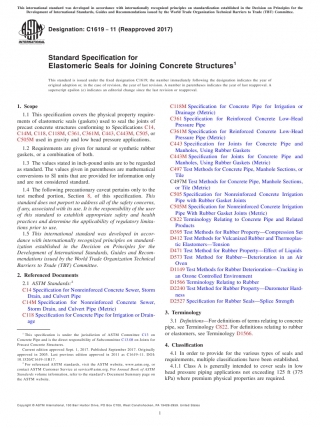 This international standard was developed in accordance with internationally recognized principles on standardization established in the Decision on Principles for the
Development of International Standards, Guides and Recommendations issued by the World Trade Organization Technical Barriers to Trade (TBT) Committee.
Designation: C1619 − 11 (Reapproved 2017)
Standard Specification for
Elastomeric Seals for Joining Concrete Structures1
This standard is issued under the fixed designation C1619; the number immediately following the designation indicates the year of
original adoption or, in the case of revision, the year of last revision. A number in parentheses indicates the year of last reapproval. A
superscript epsilon (ε) indicates an editorial change since the last revision or reapproval.
1. Scope
1.1 This specification covers the physical property require-
ments of elastomeric seals (gaskets) used to seal the joints of
precast concrete structures conforming to Specifications C14,
C14M, C118, C118M, C361, C361M, C443, C443M, C505, or
C505M used in gravity and low head pressure applications.
1.2 Requirements are given for natural or synthetic rubber
gaskets, or a combination of both.
1.3 The values stated in inch-pound units are to be regarded
as standard. The values given in parentheses are mathematical
conversions to SI units that are provided for information only
and are not considered standard.
1.4 The following precautionary caveat pertains only to the
test method portion, Section 8, of this specification. This
standard does not purport to address all of the safety concerns,
if any, associated with its use. It is the responsibility of the user
of this standard to establish appropriate safety and health
practices and determine the applicability of regulatory limita-
tions prior to use.
1.5 This international standard was developed in accor-
dance with internationally recognized principles on standard-
ization established in the Decision on Principles for the
Development of International Standards, Guides and Recom-
mendations issued by the World Trade Organization Technical
Barriers to Trade (TBT) Committee.
2. Referenced Documents
2.1 ASTM Standards:2
C14 Specification for Nonreinforced Concrete Sewer, Storm
Drain, and Culvert Pipe
C14M Specification for Nonreinforced Concrete Sewer,
Storm Drain, and Culvert Pipe (Metric)
C118 Specification for Concrete Pipe for Irrigation or Drain-
age
1 This specification is under the jurisdiction of ASTM Committee C13 on
Concrete Pipe and is the direct responsibility of Subcommittee C13.08 on Joints for
Precast Concrete Structures.
Current edition approved Sept. 1, 2017. Published September 2017. Originally
approved in 2005. Last previous edition approved in 2011 as C1619–11. DOI:
10.1520/C1619-11R17.
2 For referenced ASTM standards, visit the ASTM website, www.astm.org, or
contact ASTM Customer Service at service@astm.org. For Annual Book of ASTM
Standards volume information, refer to the standard's Document Summary page on
the ASTM website.
C118M Specification for Concrete Pipe for Irrigation or
Drainage (Metric)
C361 Specification for Reinforced Concrete Low-Head
Pressure Pipe
C361M Specification for Reinforced Concrete Low-Head
Pressure Pipe (Metric)
C443 Specification for Joints for Concrete Pipe and
Manholes, Using Rubber Gaskets
C443M Specification for Joints for Concrete Pipe and
Manholes, Using Rubber Gaskets (Metric)
C497 Test Methods for Concrete Pipe, Manhole Sections, or
Tile
C497M Test Methods for Concrete Pipe, Manhole Sections,
or Tile (Metric)
C505 Specification for Nonreinforced Concrete Irrigation
Pipe with Rubber Gasket Joints
C505M Specification for Nonreinforced Concrete Irrigation
Pipe With Rubber Gasket Joints (Metric)
C822 Terminology Relating to Concrete Pipe and Related
Products
D395 Test Methods for Rubber Property—Compression Set
D412 Test Methods for Vulcanized Rubber and Thermoplas-
tic Elastomers—Tension
D471 Test Method for Rubber Property—Effect of Liquids
D573 Test Method for Rubber—Deterioration in an Air
Oven
D1149 Test Methods for Rubber Deterioration—Cracking in
an Ozone Controlled Environment
D1566 Terminology Relating to Rubber
D2240 Test Method for Rubber Property—Durometer Hard-
ness
D2527 Specification for Rubber Seals—Splice Strength
3. Terminology
3.1 Definitions—For definitions of terms relating to concrete
pipe, see Terminology C822. For definitions relating to rubber
or elastomers, see Terminology D1566.
4. Classification
4.1 In order to provide for the various types of seals and
requirements, multiple classifications have been established.
4.1.1 Class A is generally intended to cover seals in low
head pressure piping applications not exceeding 125 ft (375
kPa) where premium physical properties are required.
Copyright © ASTM International, 100 Barr Harbor Drive, PO Box C700, West Conshohocken, PA 19428-2959. United States
1